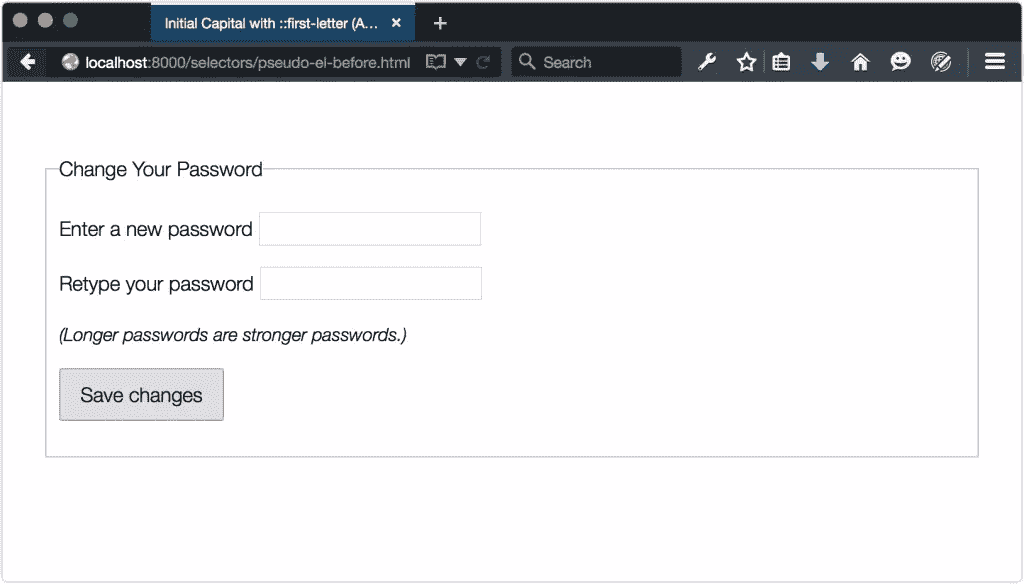 Initial Capital with ::first-letter (A...
localhost:8000/selectors/pseudo-el-before.html
Search
Change Your Password
Enter a new password
Retype your password
(Longer passwords are stronger passwords.)
Save changes